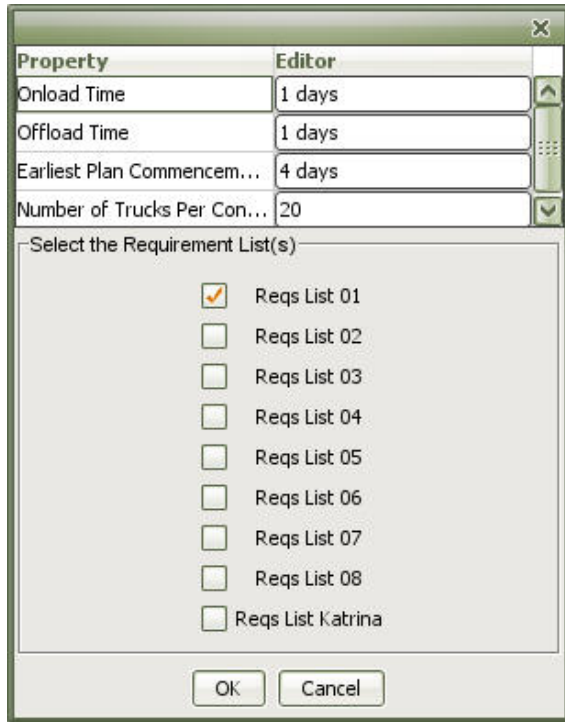 Property Editor
Onload Time 1 days
Offload Time 1 days
Earliest Plan Commencem... 4 days
Number of Trucks Per Con... 20
Select the Requirement List(s)
Reqs List 01
Reqs List 02
Reqs List 03
Reqs List 04
Reqs List 05
Reqs List 06
Reqs List 07
Reqs List 08
Reqs List Katrina
OK Cancel